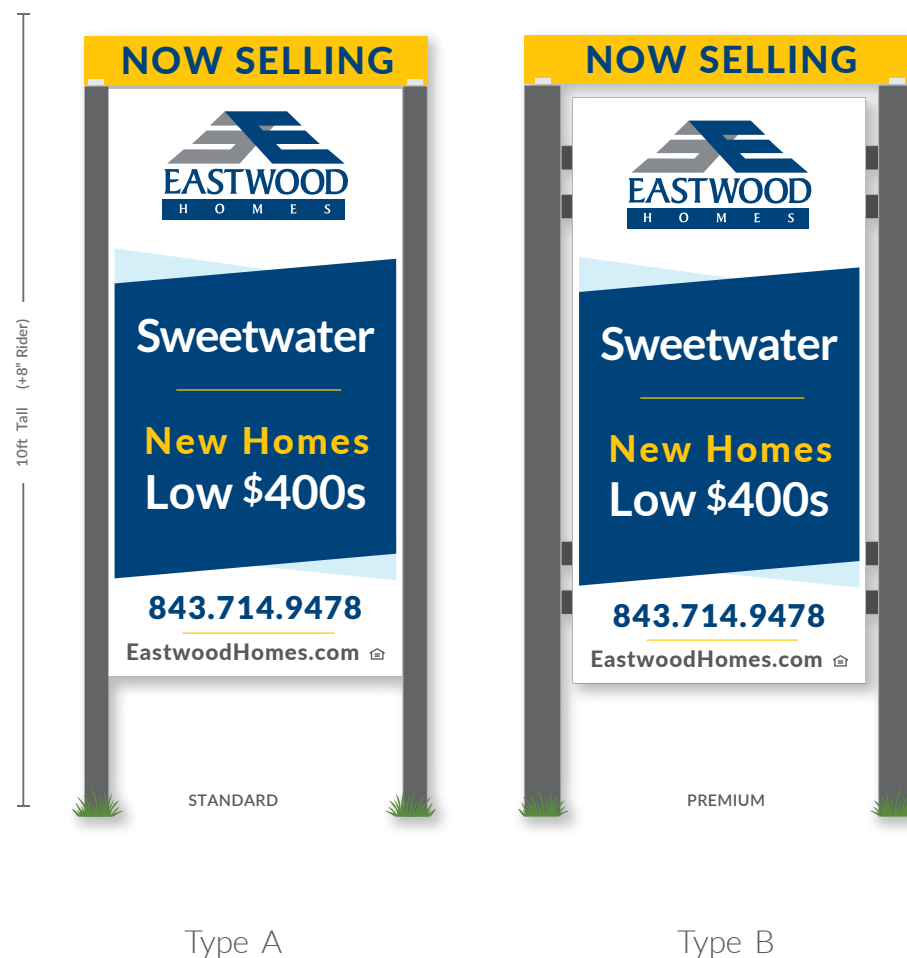 10ft Tall (+8" Rider)
NOW SELLING
EASTWOOD
HOMES
Sweetwater
New Homes
Low $400s
843.714.9478
EastwoodHomes.com
STANDARD
Type A
NOW SELLING
EASTWOOD
HOMES
Sweetwater
New Homes
Low $400s
843.714.9478
EastwoodHomes.com
PREMIUM
Type B